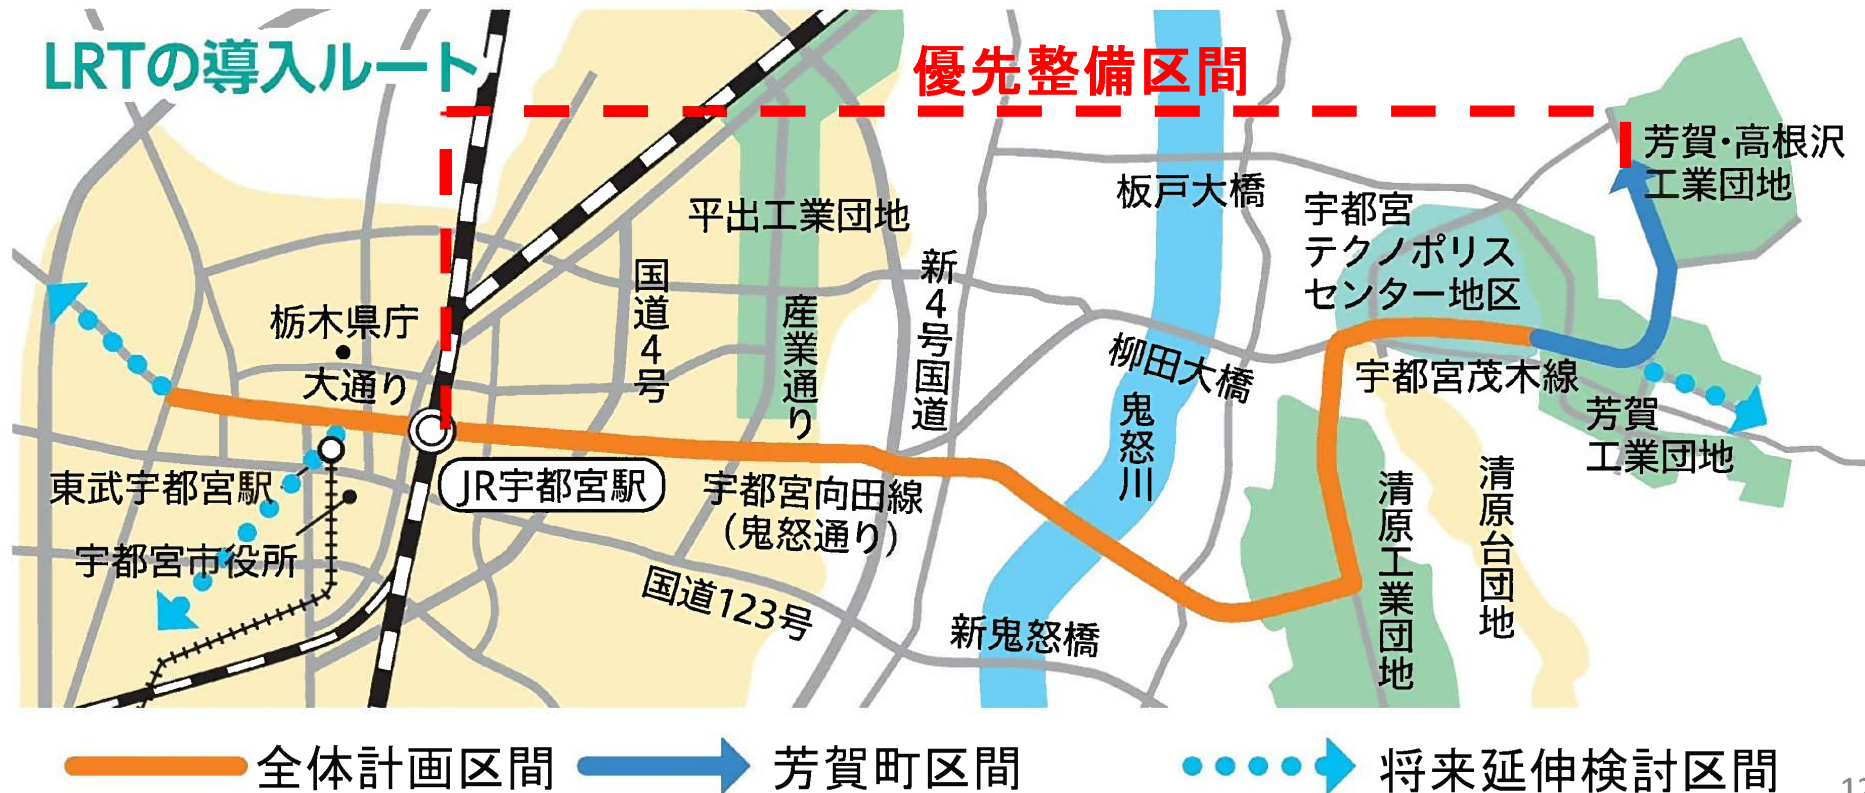 LRTの導入ルート
優先整備区間
芳賀・高根沢
工業団地
板戸大橋
平出工業団地
宇都宮
テクノポリス
センター地区
国道4号
新4号国道
産業通り
栃木県庁
大通り
柳田大橋
鬼怒川
宇都宮茂木線
芳賀
工業団地
東武宇都宮駅
JR宇都宮駅
宇都宮向田線
（鬼怒通り）
清原工業団地
清原台団地
宇都宮市役所
国道123号
新鬼怒橋
全体計画区間
芳賀町区間
将来延伸検討区間